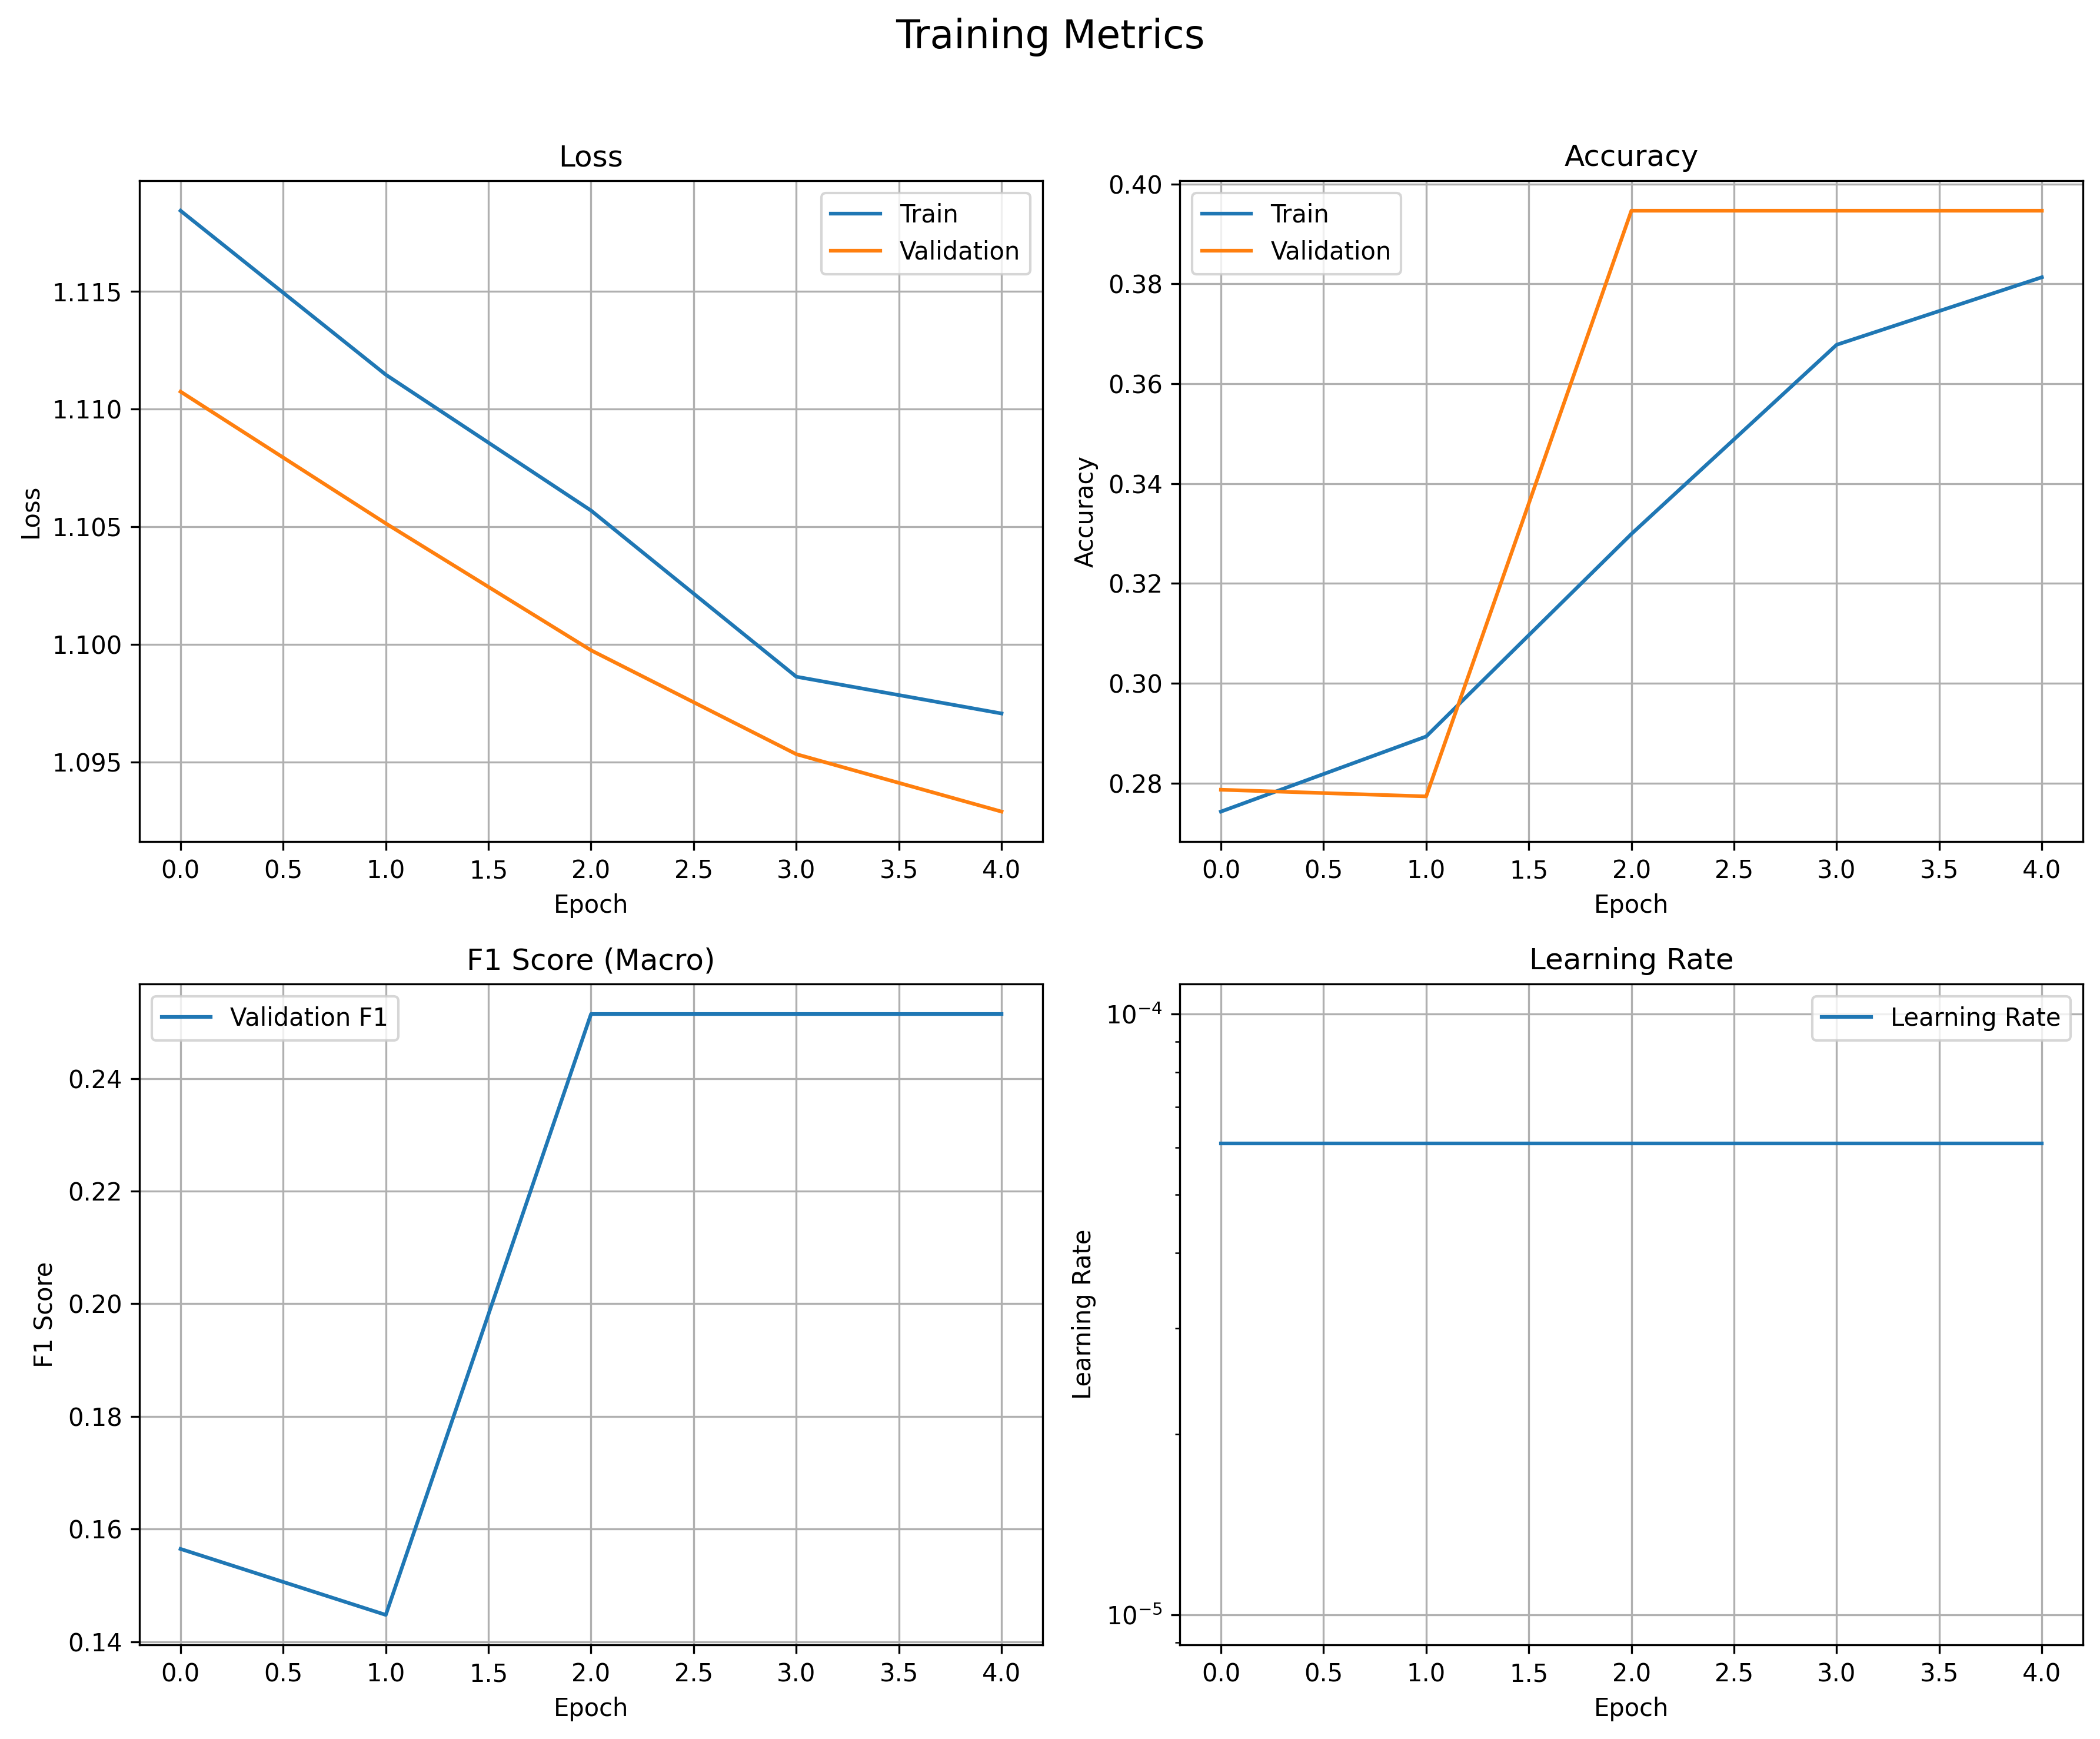 Training Metrics
Loss
Train
Validation
Loss
1.115
1.110
1.105
1.100
1.095
0.0 0.5 1.0 1.5 2.0 2.5 3.0 3.5 4.0
Epoch
Accuracy
Train
Validation
Accuracy
0.40
0.38
0.36
0.34
0.32
0.30
0.28
0.0 0.5 1.0 1.5 2.0 2.5 3.0 3.5 4.0
Epoch
F1 Score (Macro)
Validation F1
F1 Score
0.24
0.22
0.20
0.18
0.16
0.14
0.0 0.5 1.0 1.5 2.0 2.5 3.0 3.5 4.0
Epoch
Learning Rate
Learning Rate
Learning Rate
10⁻⁴
10⁻⁵
0.0 0.5 1.0 1.5 2.0 2.5 3.0 3.5 4.0
Epoch